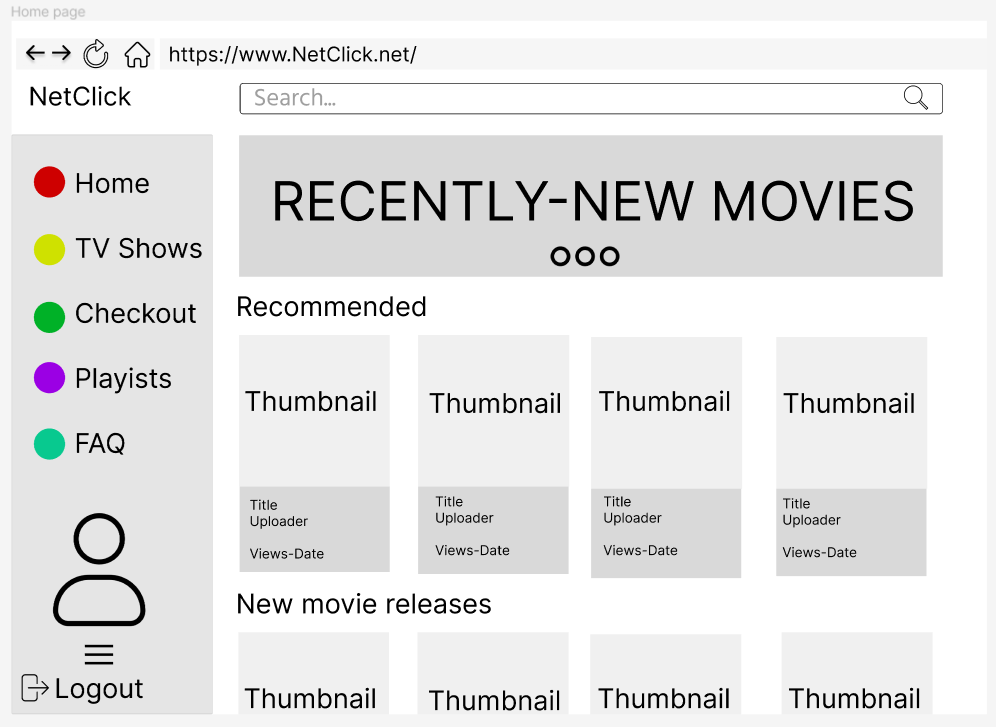 Home page
https://www.NetClick.net/
NetClick
Search...
Home
TV Shows
Checkout
Playists
FAQ
Logout
RECENTLY-NEW MOVIES
Recommended
Thumbnail
Title
Uploader
Views-Date
Thumbnail
Title
Uploader
Views-Date
Thumbnail
Title
Uploader
Views-Date
Thumbnail
Title
Uploader
Views-Date
New movie releases
Thumbnail
Thumbnail
Thumbnail
Thumbnail